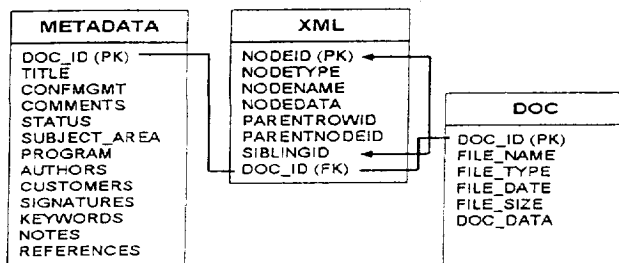 METADATA
DOC_ID (PK)
TITLE
CONFMGMT
COMMENTS
STATUS
SUBJECT_AREA
PROGRAM
AUTHORS
CUSTOMERS
SIGNATURES
KEYWORDS
NOTES
REFERENCES
XML
NODEID (PK)
NODETYPE
NODENAME
NODEDATA
PARENTROWID
PARENTNODEID
SIBLINGID
DOC_ID (FK)
DOC
DOC_ID (PK)
FILE_NAME
FILE_TYPE
FILE_DATE
FILE_SIZE
DOC_DATA